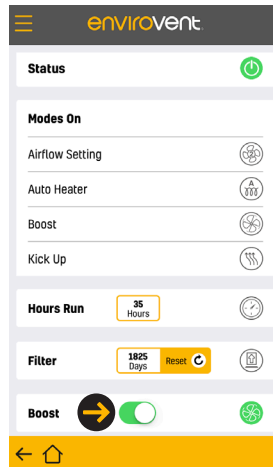 envirovent
Status
Modes On
Airflow Setting
Auto Heater
A
Boost
Kick Up
Hours Run
35
Hours
Filter
1825
Days
Reset
Boost